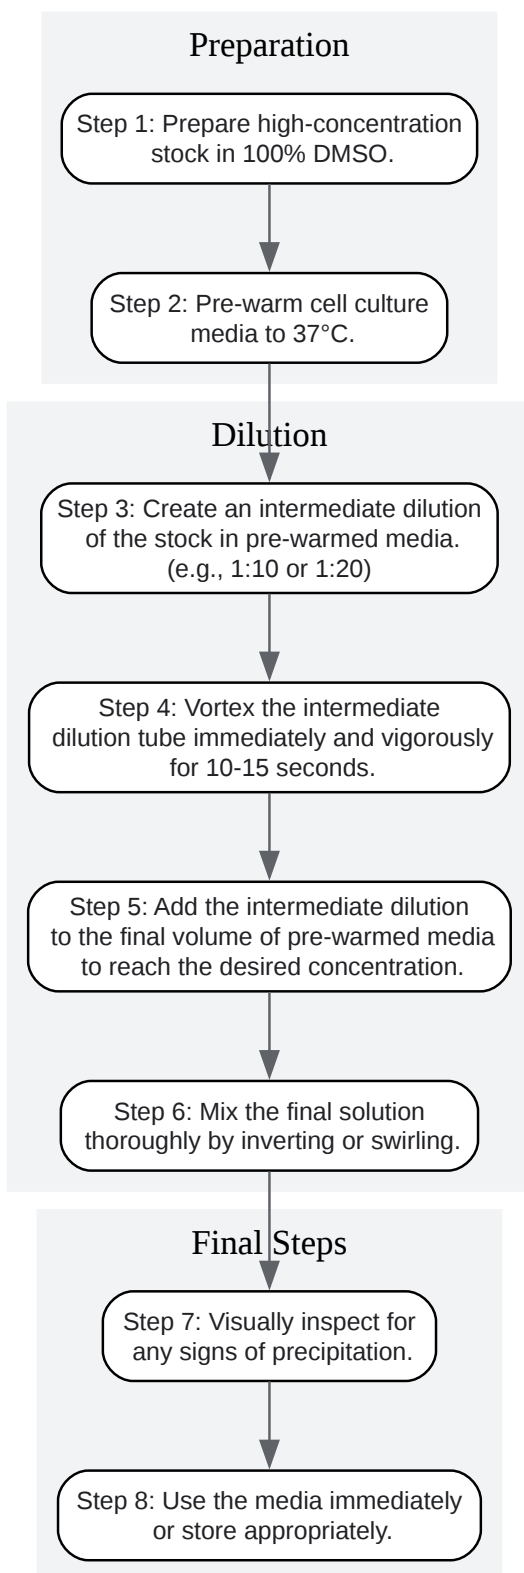 Preparation
Step 1: Prepare high-concentration
stock in 100% DMSO.
Step 2: Pre-warm cell culture
media to 37°C.
Dilution
Step 3: Create an intermediate dilution
of the stock in pre-warmed media.
(e.g., 1:10 or 1:20)
Step 4: Vortex the intermediate
dilution tube immediately and vigorously
for 10-15 seconds.
Step 5: Add the intermediate dilution
to the final volume of pre-warmed media
to reach the desired concentration.
Step 6: Mix the final solution
thoroughly by inverting or swirling.
Final Steps
Step 7: Visually inspect for
any signs of precipitation.
Step 8: Use the media immediately
or store appropriately.